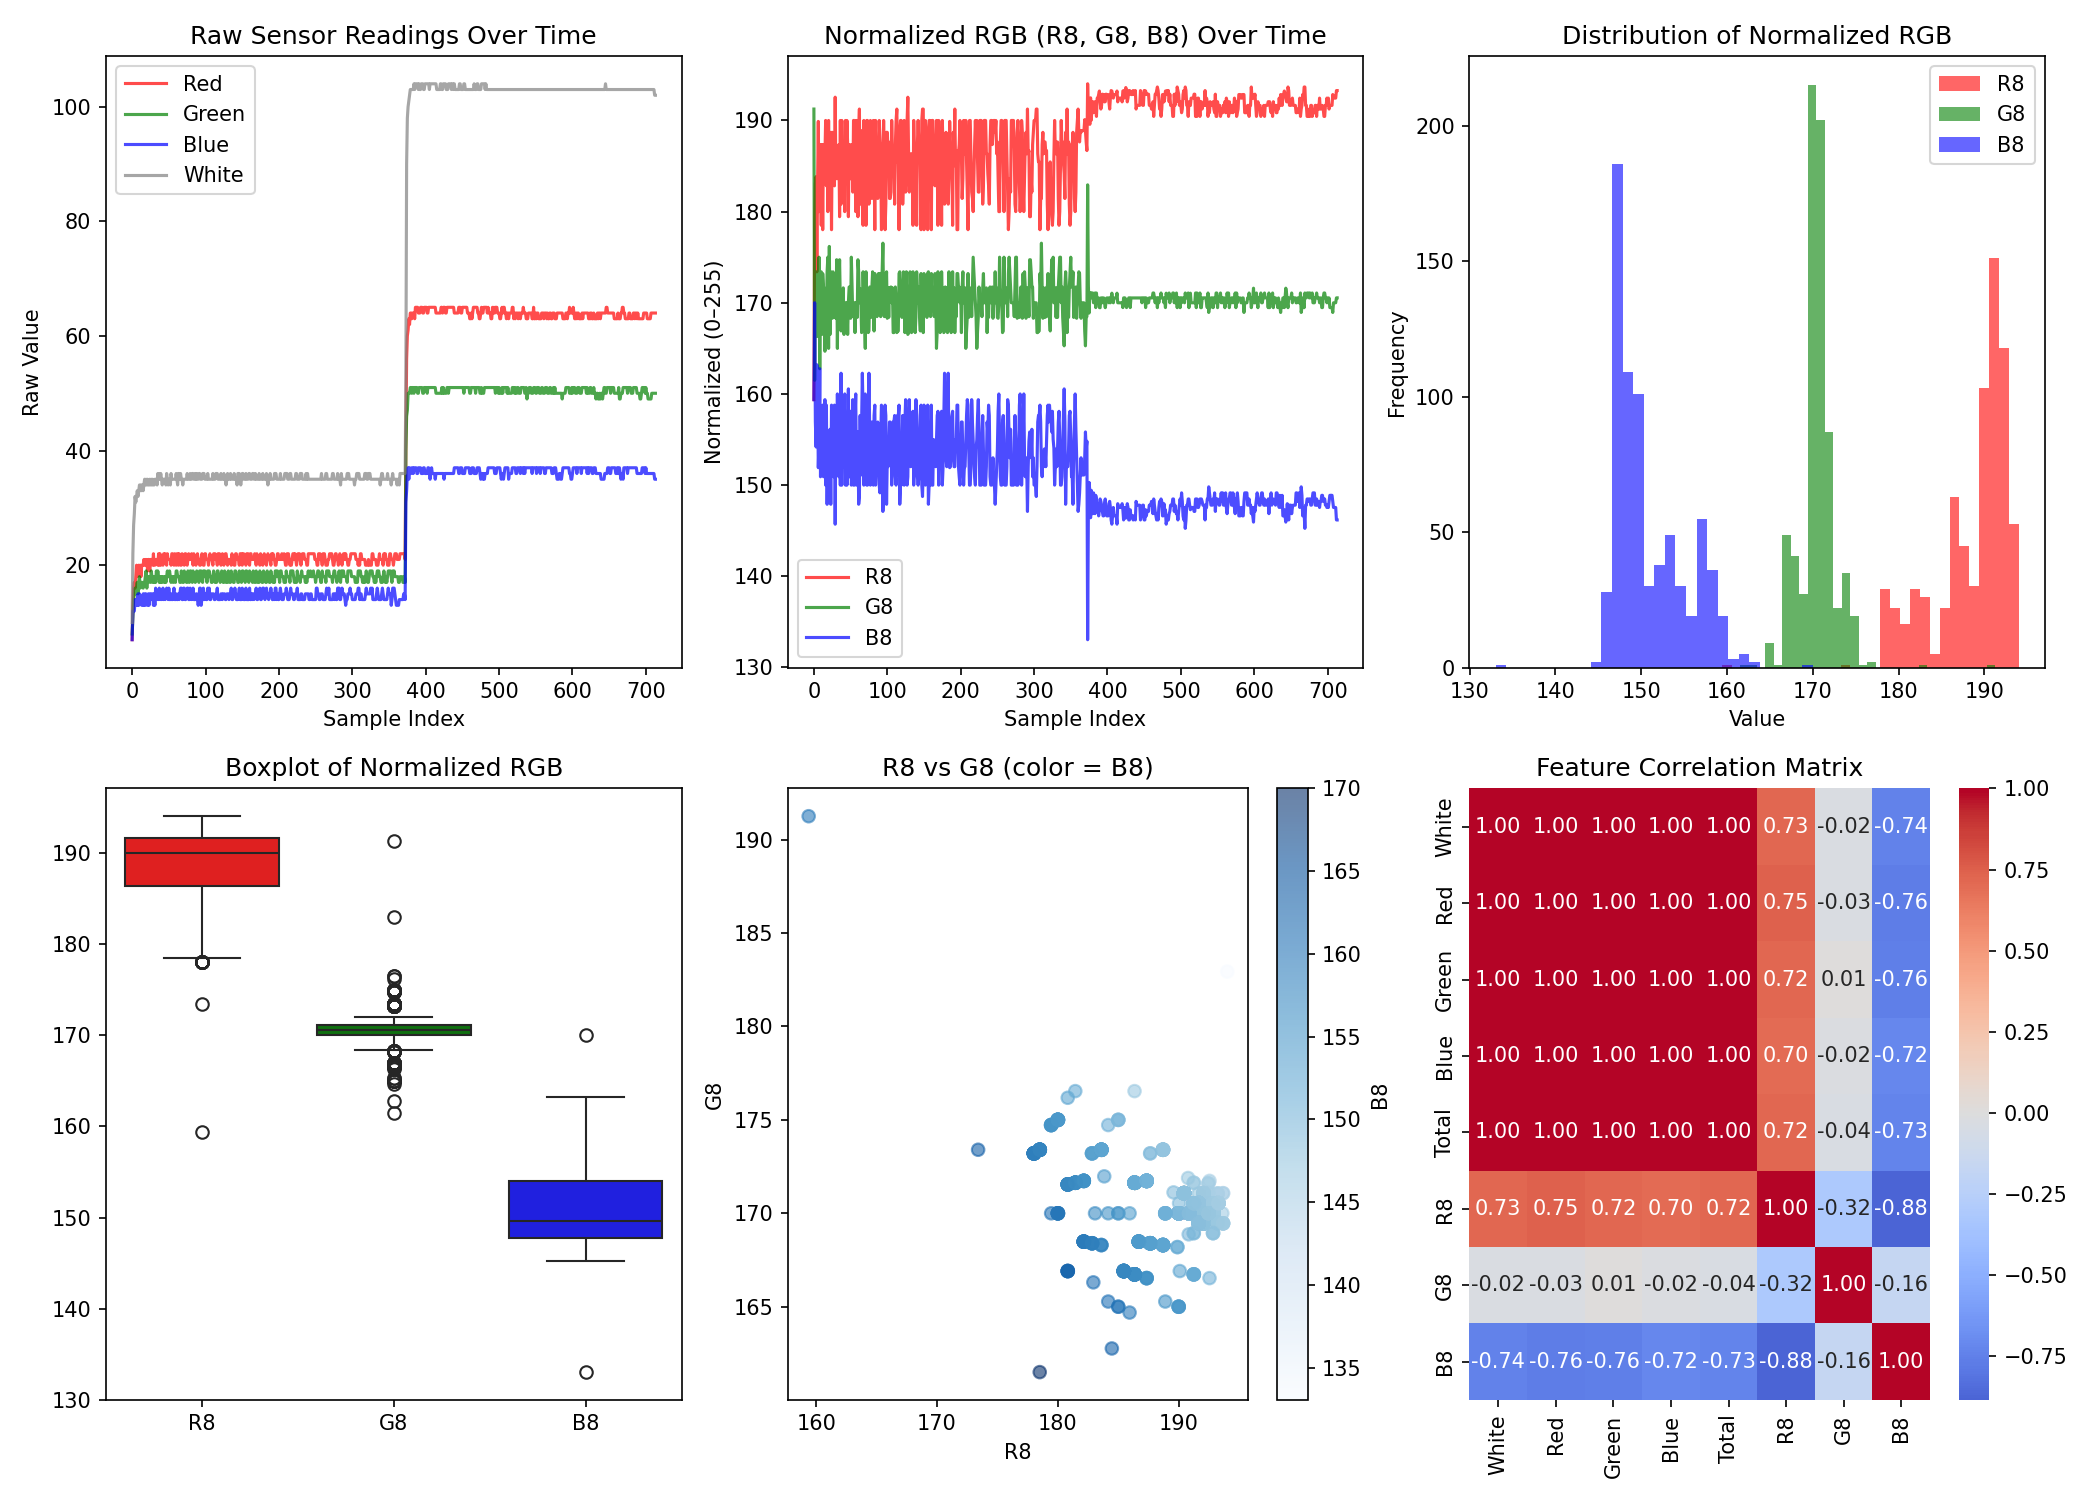 Raw Sensor Readings Over Time
Red
Green
Blue
White
100
80
60
40
20
Raw Value
0 100 200 300 400 500 600 700
Sample Index
Normalized RGB (R8, G8, B8) Over Time
190
180
170
160
150
140
130
Normalized (0–255)
R8
G8
B8
0 100 200 300 400 500 600 700
Sample Index
Distribution of Normalized RGB
R8
G8
B8
200
150
100
50
0
Frequency
130 140 150 160 170 180 190
Value
Boxplot of Normalized RGB
190
180
170
160
150
140
130
R8 G8 B8
R8 vs G8 (color = B8)
190
185
180
175
170
165
G8
160 170 180 190
R8
170
165
160
155
150
145
140
135
B8
Feature Correlation Matrix
White 1.00 1.00 1.00 1.00 1.00 0.73 -0.02 -0.74
Red 1.00 1.00 1.00 1.00 1.00 0.75 -0.03 -0.76
Green 1.00 1.00 1.00 1.00 1.00 0.72 0.01 -0.76
Blue 1.00 1.00 1.00 1.00 1.00 0.70 -0.02 -0.72
Total 1.00 1.00 1.00 1.00 1.00 0.72 -0.04 -0.73
R8 0.73 0.75 0.72 0.70 0.72 1.00 -0.32 -0.88
G8 -0.02 -0.03 0.01 -0.02 -0.04 -0.32 1.00 -0.16
B8 -0.74 -0.76 -0.76 -0.72 -0.73 -0.88 -0.16 1.00
White Red Green Blue Total R8 G8 B8
1.00
0.75
0.50
0.25
0.00
−0.25
−0.50
−0.75